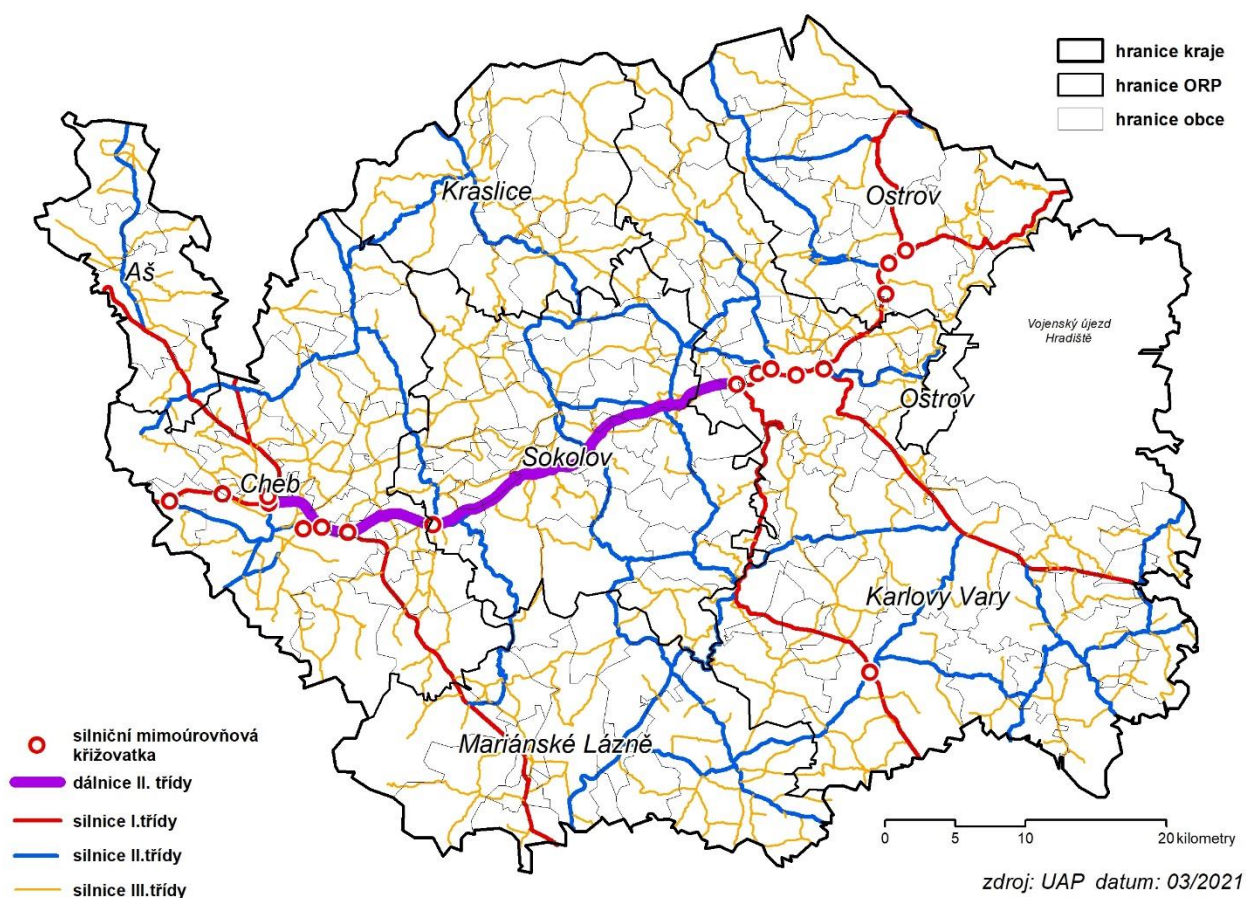 hranice kraje
hranice ORP
hranice obce
Kraslice
Ostrov
Aš
Vojenský újezd
Hradiště
Ostrov
Sokolov
Cheb
Karlovy Vary
Mariánské Lázně
silniční mimoúrovňová
křižovatka
dálnice II. třídy
silnice I.třídy
silnice II.třídy
silnice III.třídy
0 5 10 20 kilometry
zdroj: UAP datum: 03/2021